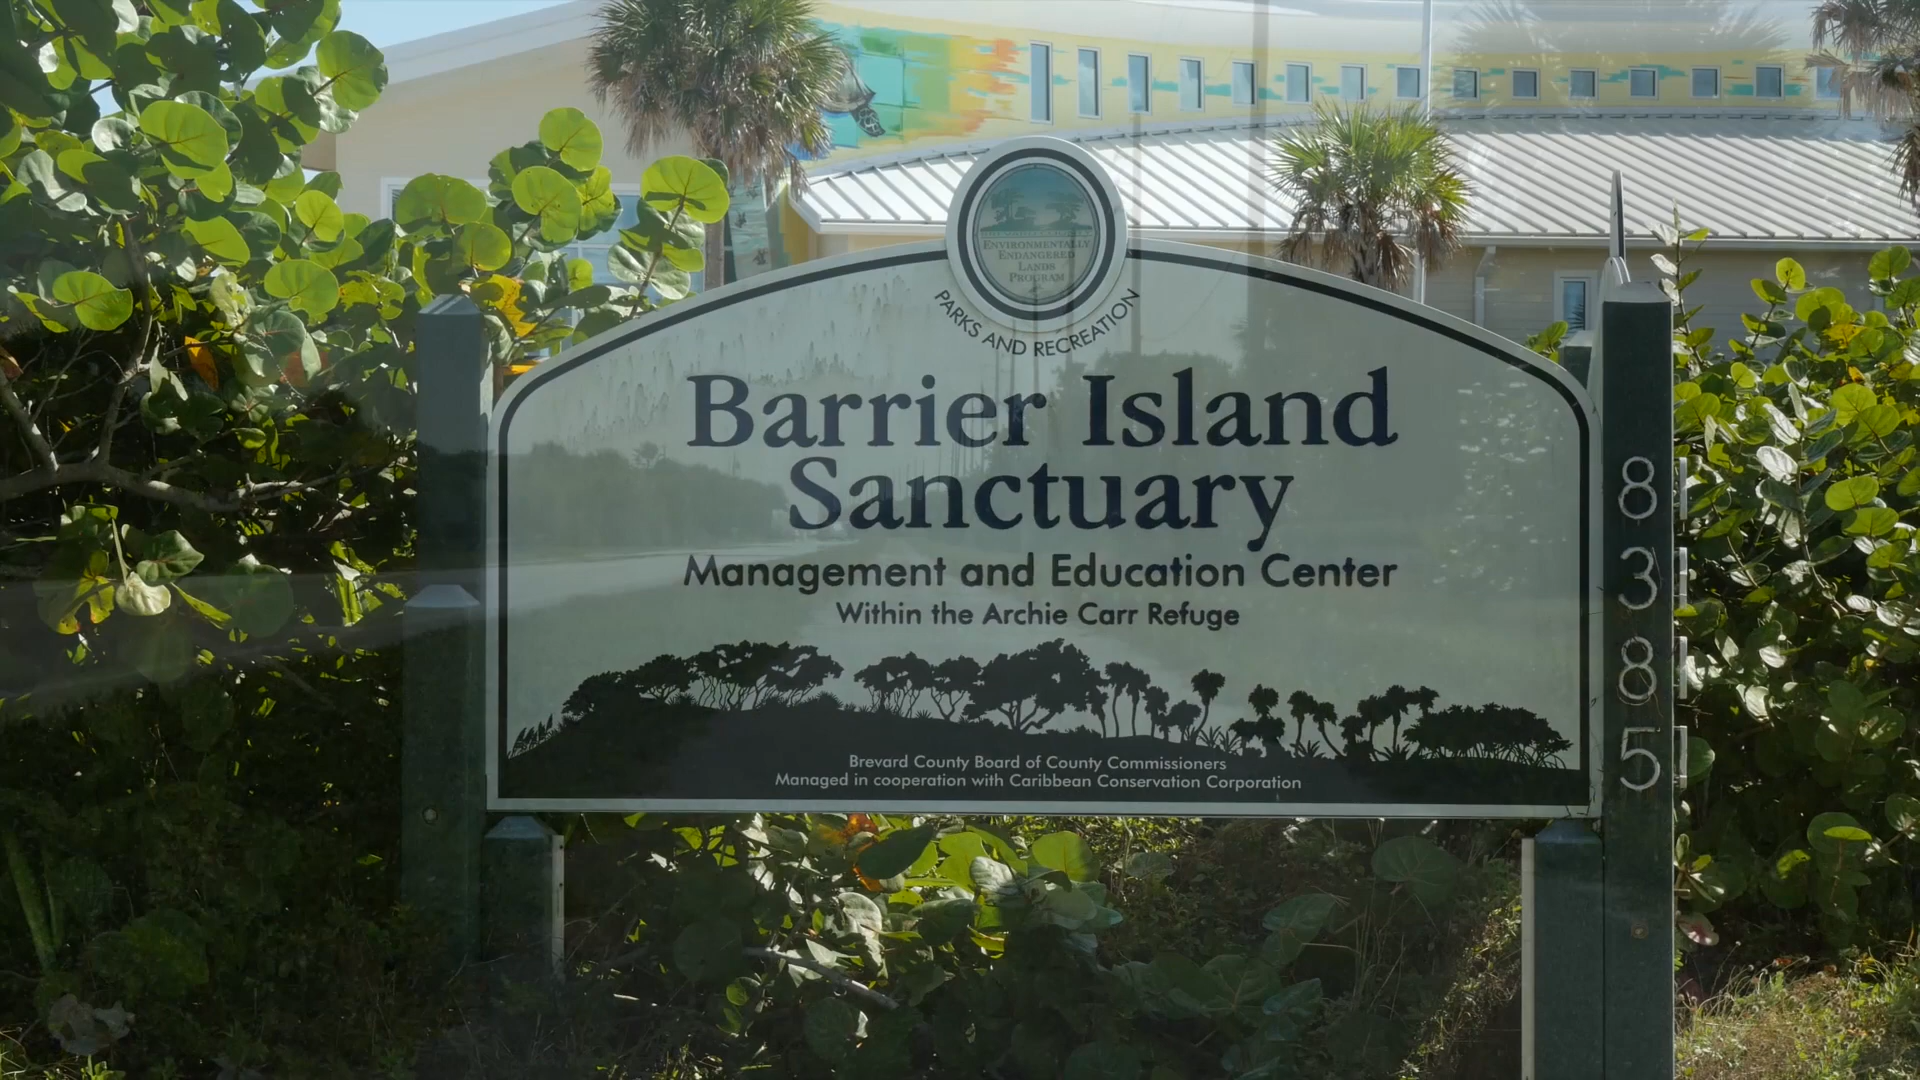 ENVIRONMENTALLY
ENDANGERED
LANDS
PROGRAM
PARKS AND RECREATION
Barrier Island
Sanctuary
Management and Education Center
Within the Archie Carr Refuge
Brevard County Board of County Commissioners
Managed in cooperation with Caribbean Conservation Corporation
8
3
8
5